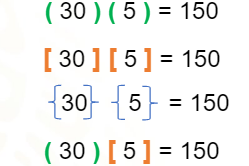 ( 30 ) ( 5 ) = 150
[ 30 ] [ 5 ] = 150
{30} {5} = 150
( 30 ) [ 5 ] = 150